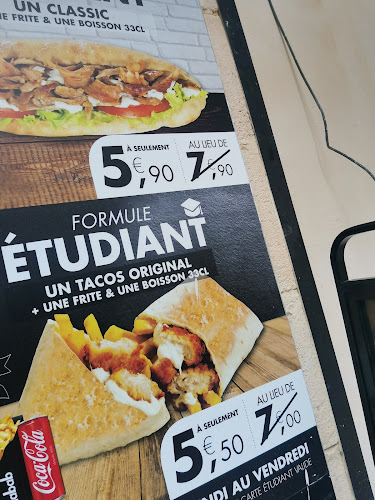 UN CLASSIC
UNE FRITE & UNE BOISSON 33CL
À SEULEMENT
5€,90
AU LIEU DE
7€,90
FORMULE
ÉTUDIANT
UN TACOS ORIGINAL
+ UNE FRITE & UNE BOISSON 33CL
À SEULEMENT
5€,50
AU LIEU DE
7€,00
NDI AU VENDREDI
CARTE ÉTUDIANT VALIDE
Coca-Cola